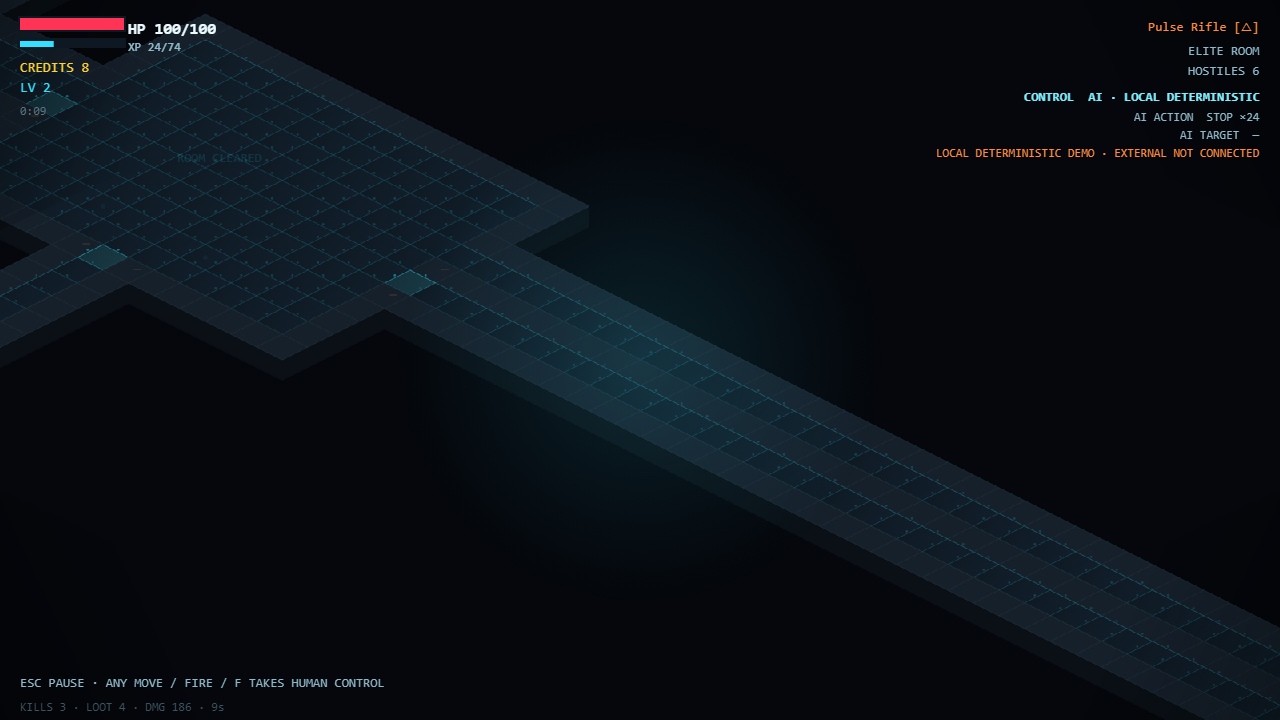 HP 100/100
XP 24/74
CREDITS 8
LV 2
0:09
ROOM CLEARED
Pulse Rifle [△]
ELITE ROOM
HOSTILES 6
CONTROL  AI · LOCAL DETERMINISTIC
AI ACTION  STOP ×24
AI TARGET  —
LOCAL DETERMINISTIC DEMO · EXTERNAL NOT CONNECTED
ESC PAUSE · ANY MOVE / FIRE / F TAKES HUMAN CONTROL
KILLS 3 · LOOT 4 · DMG 186 · 9s